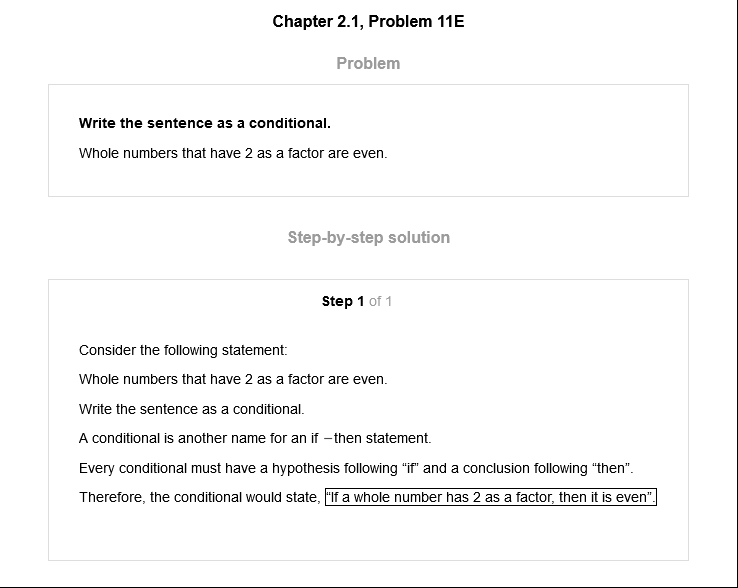 Chapter 2.1, Problem 11E
Problem
Write the sentence as a conditional.
Whole numbers that have 2 as a factor are even.
Step-by-step solution
Step 1 of 1
Consider the following statement:
Whole numbers that have 2 as a factor are even.
Write the sentence as a conditional.
A conditional is another name for an if –then statement.
Every conditional must have a hypothesis following “if” and a conclusion following “then”.
Therefore, the conditional would state, “If a whole number has 2 as a factor, then it is even”.